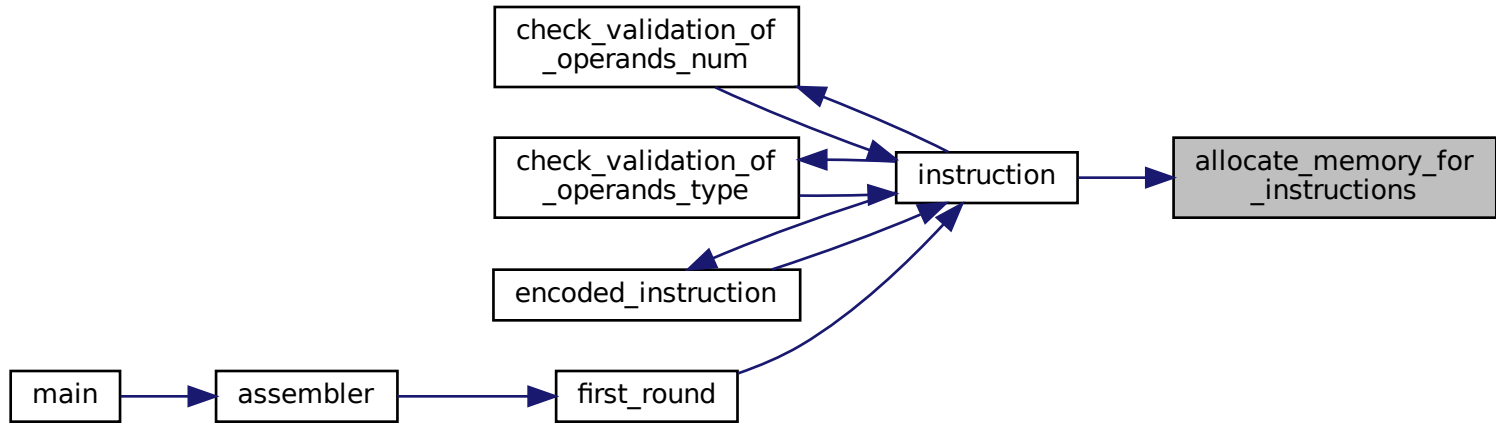 check_validation_of
_operands_num
check_validation_of
_operands_type
instruction
allocate_memory_for
_instructions
encoded_instruction
main
assembler
first_round